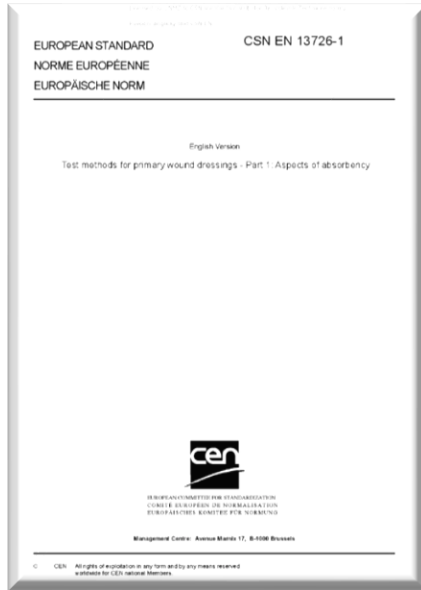 EUROPEAN STANDARD
CSN EN 13726-1
NORME EUROPÉENNE
EUROPÄISCHE NORM
English Version
Test methods for primary wound dressings - Part 1: Aspects of absorbency
cen
EUROPEAN COMMITTEE FOR STANDARDIZATION
COMITÉ EUROPÉEN DE NORMALISATION
EUROPÄISCHES KOMITEE FÜR NORMUNG
Management Centre: Avenue Marnix 17, B-1000 Brussels
© CEN All rights of exploitation in any form and by any means reserved
worldwide for CEN national Members.